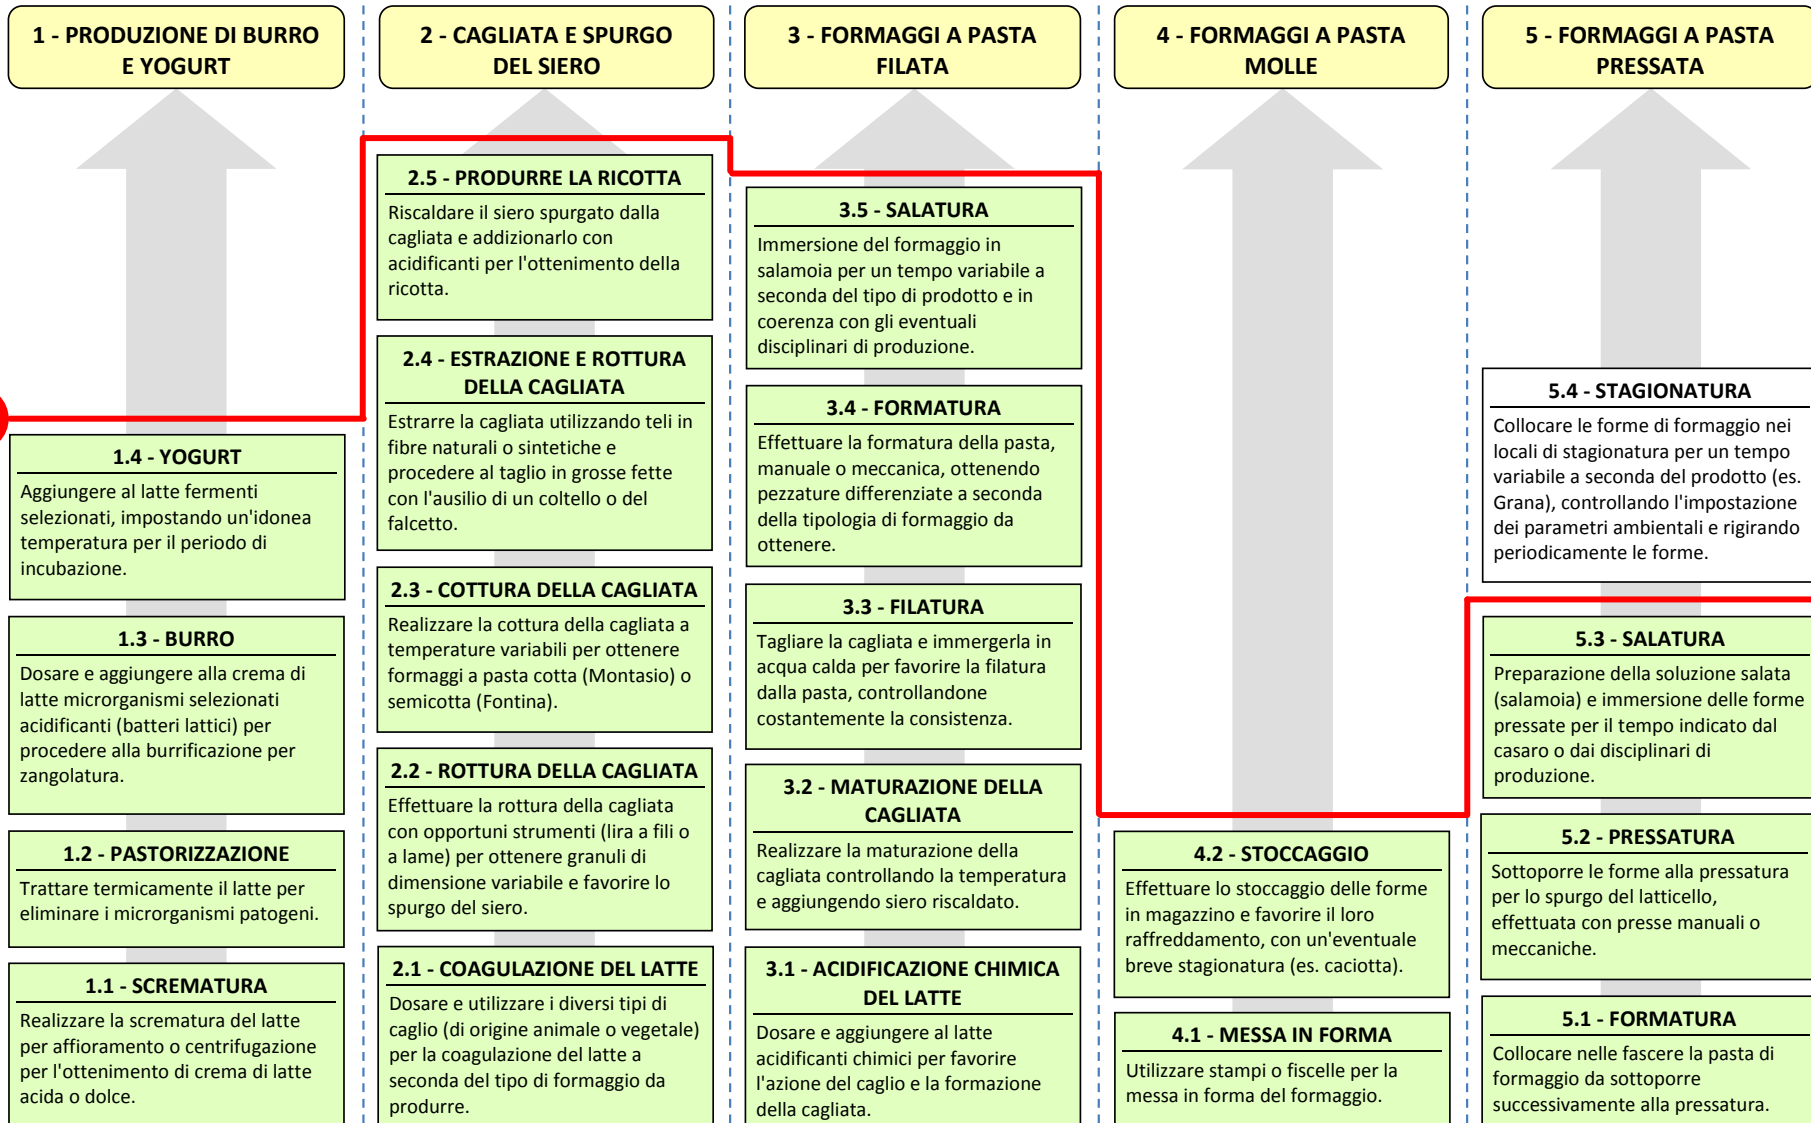 1 - PRODUZIONE DI BURRO
E YOGURT
1.4 - YOGURT
Aggiungere al latte fermenti
selezionati, impostando un'idonea
temperatura per il periodo di
incubazione.
1.3 - BURRO
Dosare e aggiungere alla crema di
latte microrganismi selezionati
acidificanti (batteri lattici) per
procedere alla burrificazione per
zangolatura.
1.2 - PASTORIZZAZIONE
Trattare termicamente il latte per
eliminare i microrganismi patogeni.
1.1 - SCREMATURA
Realizzare la scrematura del latte
per affioramento o centrifugazione
per l'ottenimento di crema di latte
acida o dolce.
2 - CAGLIATA E SPURGO
DEL SIERO
2.5 - PRODURRE LA RICOTTA
Riscaldare il siero spurgato dalla
cagliata e addizionarlo con
acidificanti per l'ottenimento della
ricotta.
2.4 - ESTRAZIONE E ROTTURA
DELLA CAGLIATA
Estrarre la cagliata utilizzando teli in
fibre naturali o sintetiche e
procedere al taglio in grosse fette
con l'ausilio di un coltello o del
falcetto.
2.3 - COTTURA DELLA CAGLIATA
Realizzare la cottura della cagliata a
temperature variabili per ottenere
formaggi a pasta cotta (Montasio) o
semicotta (Fontina).
2.2 - ROTTURA DELLA CAGLIATA
Effettuare la rottura della cagliata
con opportuni strumenti (lira a fili o
a lame) per ottenere granuli di
dimensione variabile e favorire lo
spurgo del siero.
2.1 - COAGULAZIONE DEL LATTE
Dosare e utilizzare i diversi tipi di
caglio (di origine animale o vegetale)
per la coagulazione del latte a
seconda del tipo di formaggio da
produrre.
3 - FORMAGGI A PASTA
FILATA
3.5 - SALATURA
Immersione del formaggio in
salamoia per un tempo variabile a
seconda del tipo di prodotto e in
coerenza con gli eventuali
disciplinari di produzione.
3.4 - FORMATURA
Effettuare la formatura della pasta,
manuale o meccanica, ottenendo
pezzature differenziate a seconda
della tipologia di formaggio da
ottenere.
3.3 - FILATURA
Tagliare la cagliata e immergerla in
acqua calda per favorire la filatura
dalla pasta, controllandone
costantemente la consistenza.
3.2 - MATURAZIONE DELLA
CAGLIATA
Realizzare la maturazione della
cagliata controllando la temperatura
e aggiungendo siero riscaldato.
3.1 - ACIDIFICAZIONE CHIMICA
DEL LATTE
Dosare e aggiungere al latte
acidificanti chimici per favorire
l'azione del caglio e la formazione
della cagliata.
4 - FORMAGGI A PASTA
MOLLE
4.2 - STOCCAGGIO
Effettuare lo stoccaggio delle forme
in magazzino e favorire il loro
raffreddamento, con un'eventuale
breve stagionatura (es. caciotta).
4.1 - MESSA IN FORMA
Utilizzare stampi o fiscelle per la
messa in forma del formaggio.
5 - FORMAGGI A PASTA
PRESSATA
5.4 - STAGIONATURA
Collocare le forme di formaggio nei
locali di stagionatura per un tempo
variabile a seconda del prodotto (es.
Grana), controllando l'impostazione
dei parametri ambientali e rigirando
periodicamente le forme.
5.3 - SALATURA
Preparazione della soluzione salata
(salamoia) e immersione delle forme
pressate per il tempo indicato dal
casaro o dai disciplinari di
produzione.
5.2 - PRESSATURA
Sottoporre le forme alla pressatura
per lo spurgo del latticello,
effettuata con presse manuali o
meccaniche.
5.1 - FORMATURA
Collocare nelle fascere la pasta di
formaggio da sottoporre
successivamente alla pressatura.